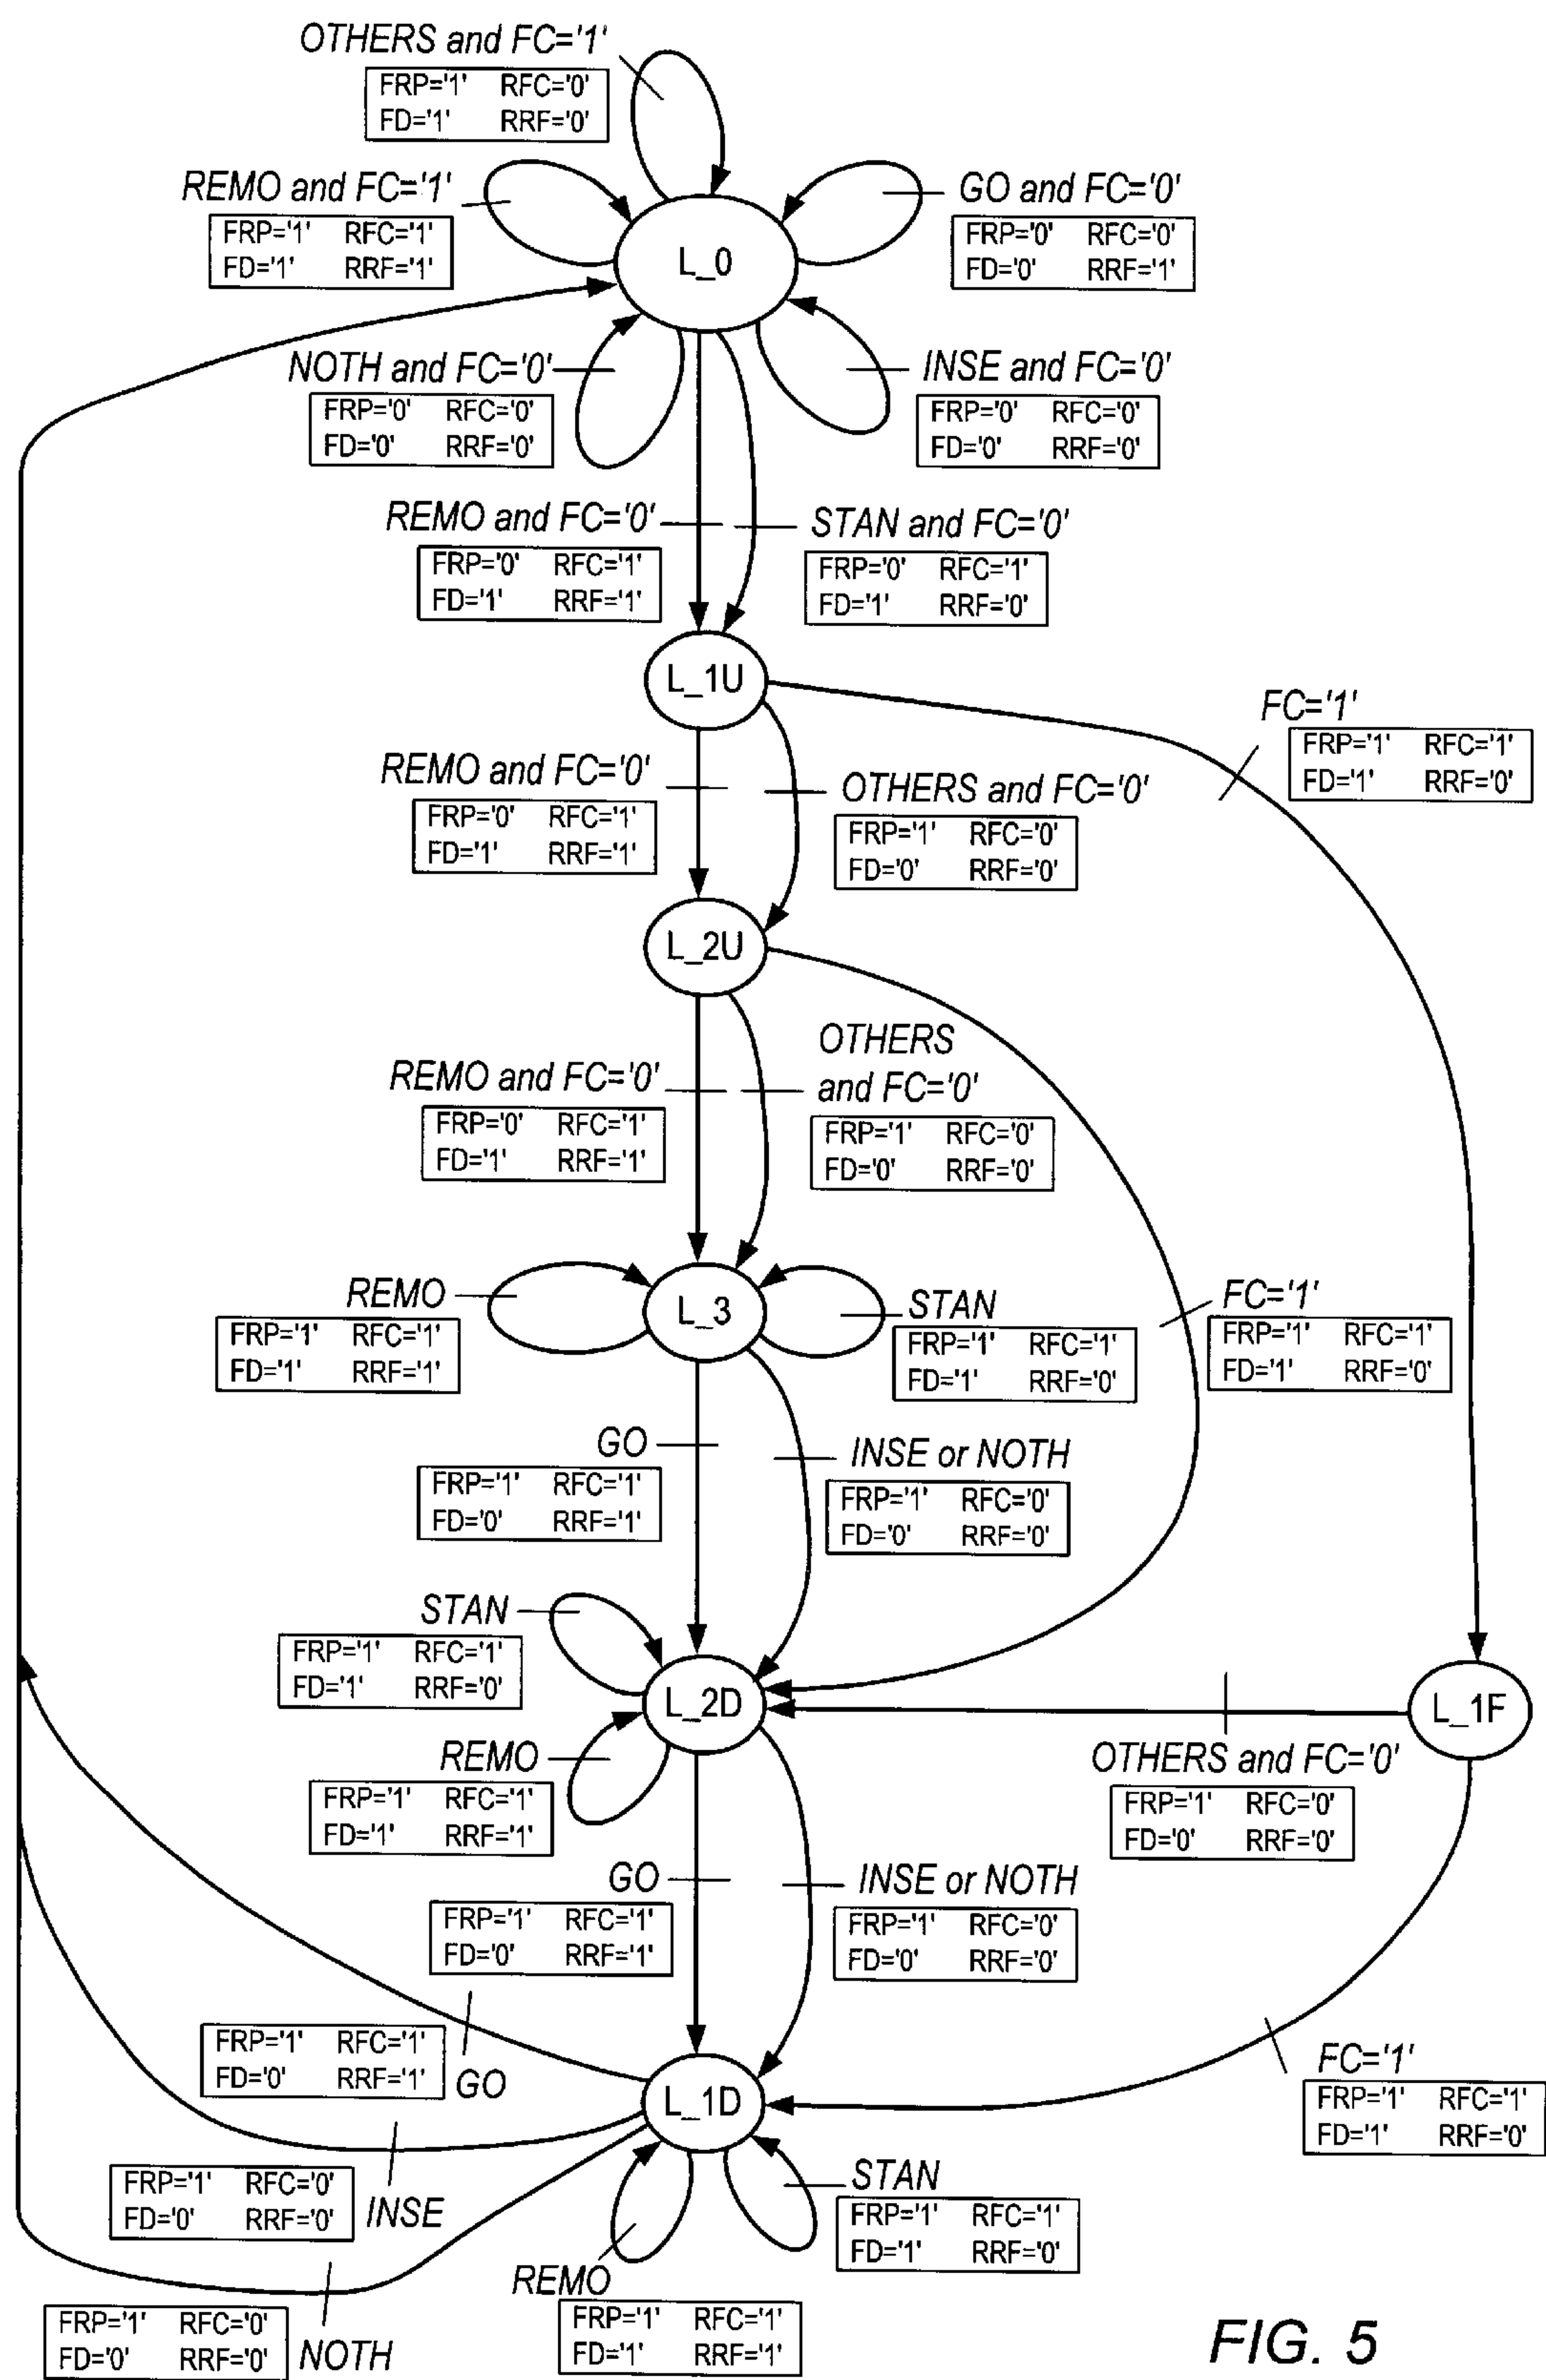 OTHERS and FC='1'
FRP='1' RFC='0'
FD='1' RRF='0'
REMO and FC='1'
FRP='1' RFC='1'
FD='1' RRF='1'
GO and FC='0'
FRP='0' RFC='0'
FD='0' RRF='1'
L_0
NOTH and FC='0'
FRP='0' RFC='0'
FD='0' RRF='0'
INSE and FC='0'
FRP='0' RFC='0'
FD='0' RRF='0'
REMO and FC='0'
FRP='0' RFC='1'
FD='1' RRF='1'
STAN and FC='0'
FRP='0' RFC='1'
FD='1' RRF='0'
L_1U
FC='1'
FRP='1' RFC='1'
FD='1' RRF='0'
REMO and FC='0'
FRP='0' RFC='1'
FD='1' RRF='1'
OTHERS and FC='0'
FRP='1' RFC='0'
FD='0' RRF='0'
L_2U
REMO and FC='0'
FRP='0' RFC='1'
FD='1' RRF='1'
OTHERS
and FC='0'
FRP='1' RFC='0'
FD='0' RRF='0'
REMO
FRP='1' RFC='1'
FD='1' RRF='1'
L_3
STAN
FRP='1' RFC='1'
FD='1' RRF='0'
FC='1'
FRP='1' RFC='1'
FD='1' RRF='0'
GO
FRP='1' RFC='1'
FD='0' RRF='1'
INSE or NOTH
FRP='1' RFC='0'
FD='0' RRF='0'
STAN
FRP='1' RFC='1'
FD='1' RRF='0'
L_2D
L_1F
REMO
FRP='1' RFC='1'
FD='1' RRF='1'
OTHERS and FC='0'
FRP='1' RFC='0'
FD='0' RRF='0'
GO
FRP='1' RFC='1'
FD='0' RRF='1'
INSE or NOTH
FRP='1' RFC='0'
FD='0' RRF='0'
FRP='1' RFC='1'
FD='0' RRF='1'
GO
L_1D
FC='1'
FRP='1' RFC='1'
FD='1' RRF='0'
FRP='1' RFC='0'
FD='0' RRF='0'
INSE
STAN
FRP='1' RFC='1'
FD='1' RRF='0'
REMO
FRP='1' RFC='1'
FD='1' RRF='1'
FRP='1' RFC='0'
FD='0' RRF='0'
NOTH
FIG. 5